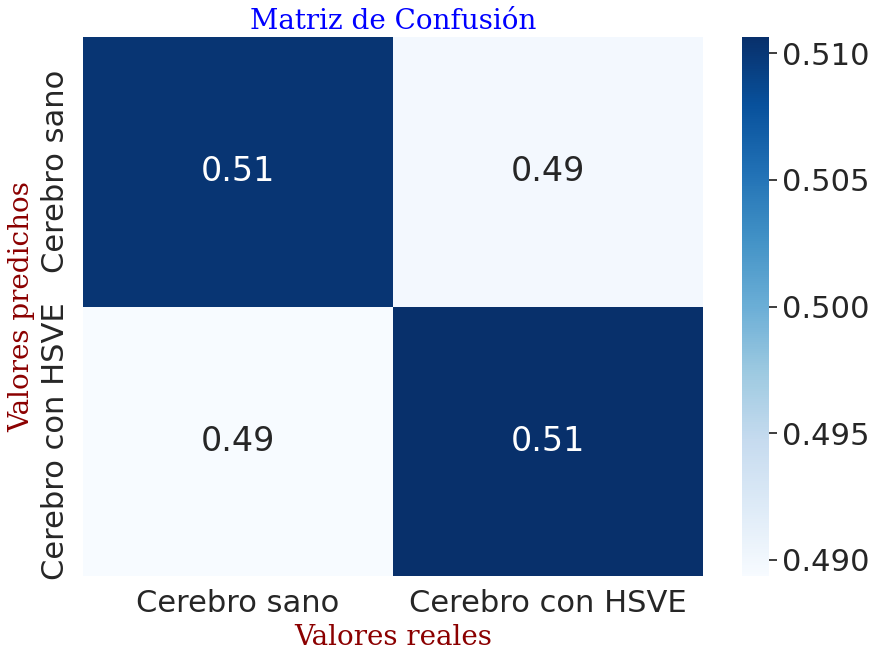 Matriz de Confusión
Valores predichos
Cerebro sano
Cerebro con HSVE
0.51
0.49
0.49
0.51
Cerebro sano
Cerebro con HSVE
Valores reales
0.510
0.505
0.500
0.495
0.490